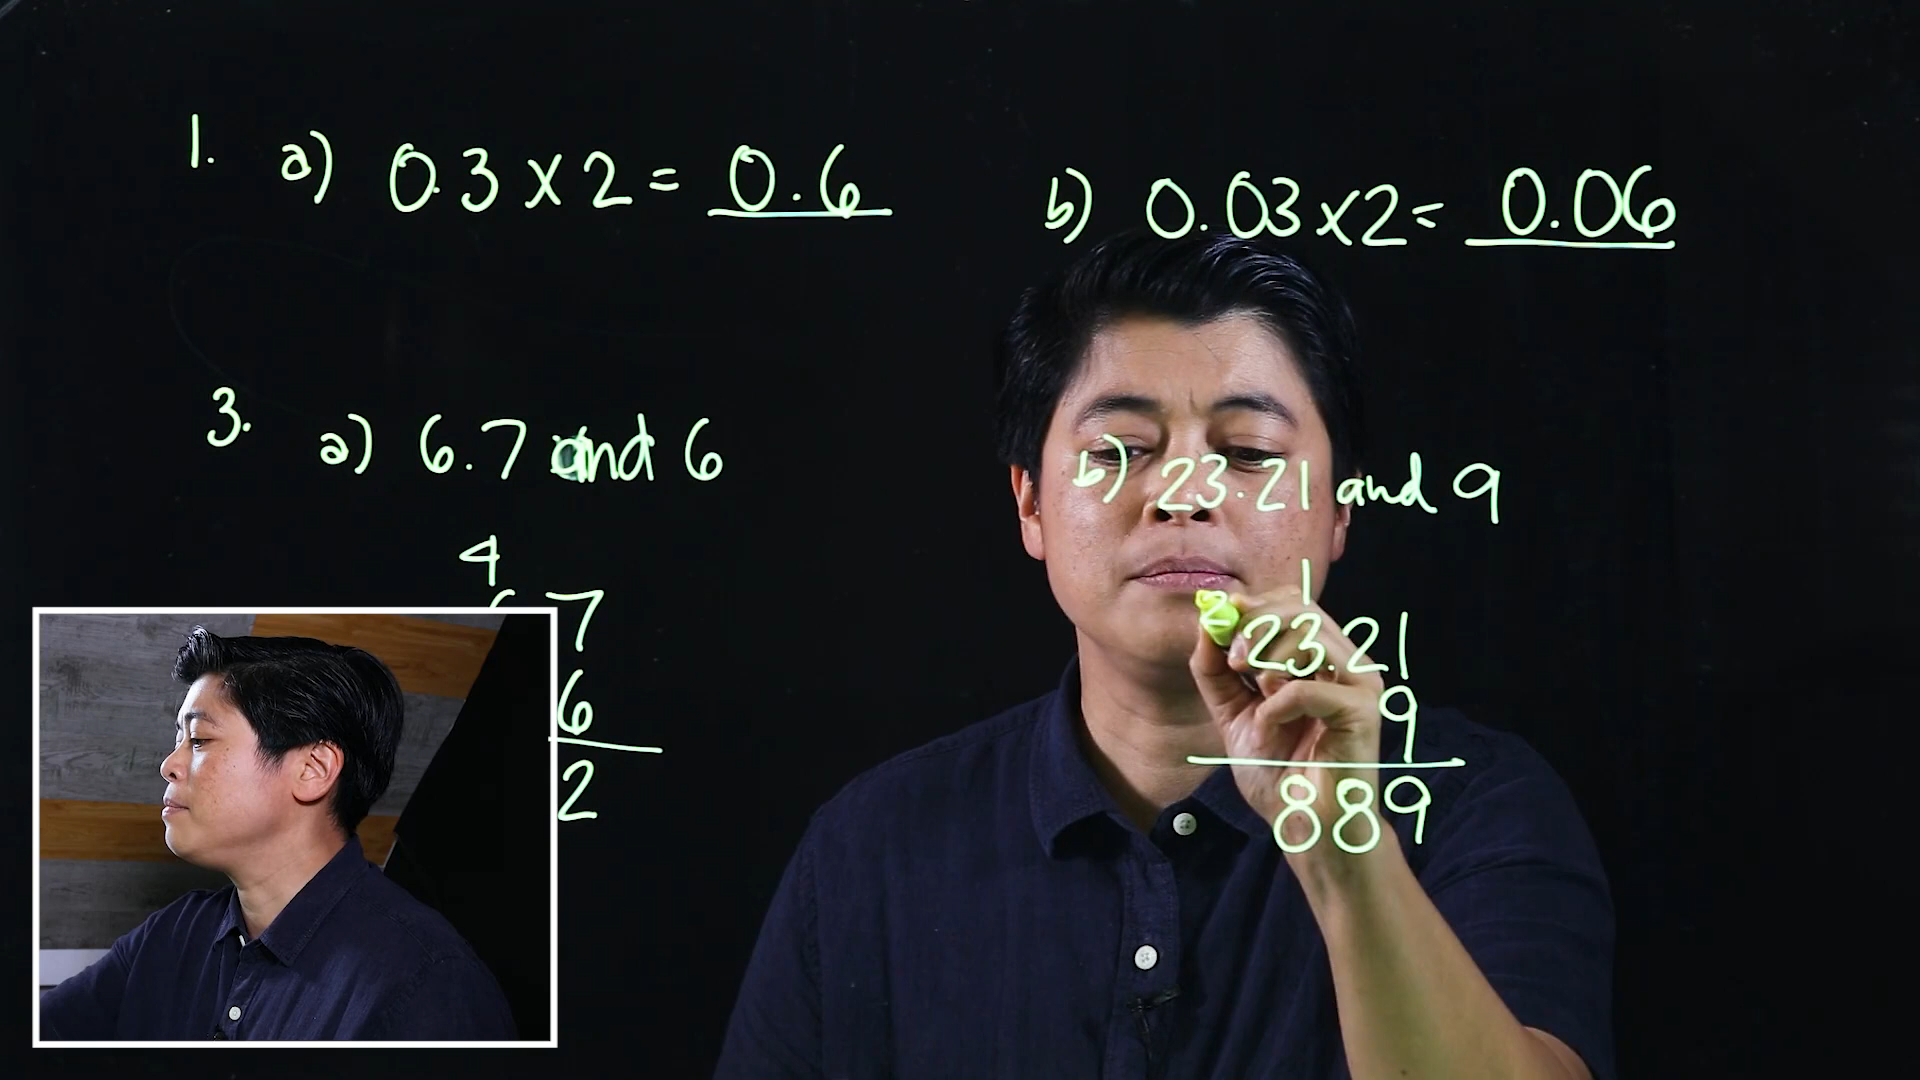 1. a) 0.3 x 2 = 0.6
b) 0.03 x 2 = 0.06
3. a) 6.7 and 6
b) 23.21 and 9
4
7
6
2
1
2
23.21
9
889